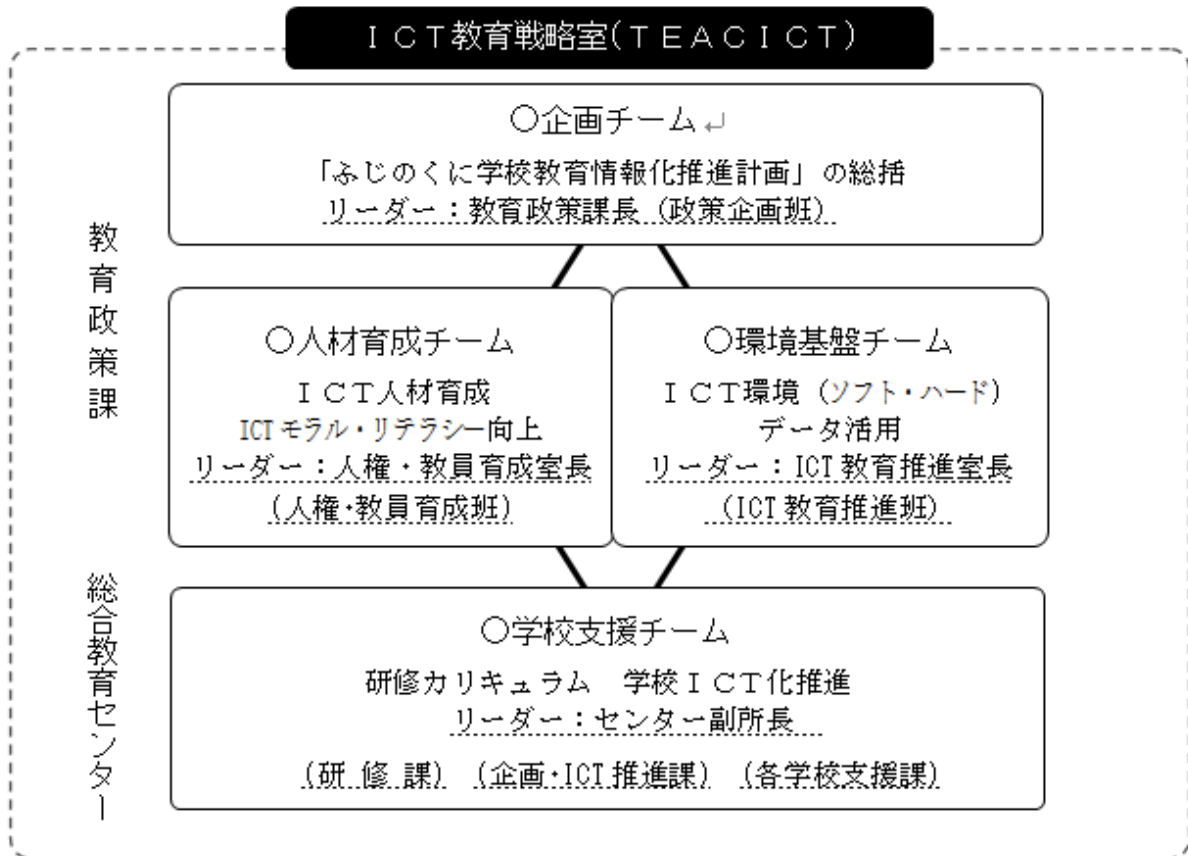 ＩＣＴ教育戦略室(ＴＥＡＣＩＣＴ)
教育政策課
○企画チーム↵
「ふじのくに学校教育情報化推進計画」の総括
リーダー：教育政策課長（政策企画班）
○人材育成チーム
ＩＣＴ人材育成
ICTモラル・リテラシー向上
リーダー：人権・教員育成室長
（人権・教員育成班）
○環境基盤チーム
ＩＣＴ環境（ソフト・ハード）
データ活用
リーダー：ICT教育推進室長
（ICT教育推進班）
総合教育センター
○学校支援チーム
研修カリキュラム　学校ＩＣＴ化推進
リーダー：センター副所長
（研 修 課）（企画・ICT推進課）（各学校支援課）